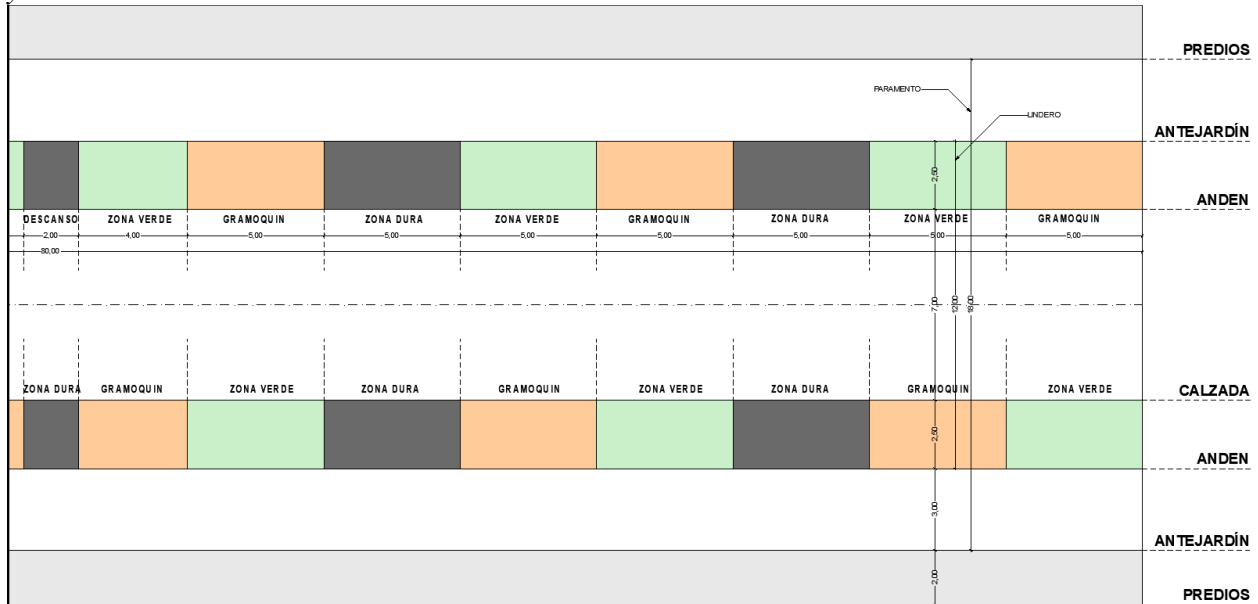 PREDIOS
PARAMENTO
LINDERO
ANTEJARDÍN
2,50
ANDEN
DESCANSO ZONA VERDE GRAMOQUIN ZONA DURA ZONA VERDE GRAMOQUIN ZONA DURA ZONA VERDE GRAMOQUIN
2,00 4,00 5,00 5,00 5,00 5,00 5,00 5,00 5,00
80,00
7,00 12,00 18,00
ZONA DURA GRAMOQUIN ZONA VERDE ZONA DURA GRAMOQUIN ZONA VERDE ZONA DURA GRAMOQUIN ZONA VERDE
CALZADA
2,50
ANDEN
3,00
ANTEJARDÍN
2,00
PREDIOS